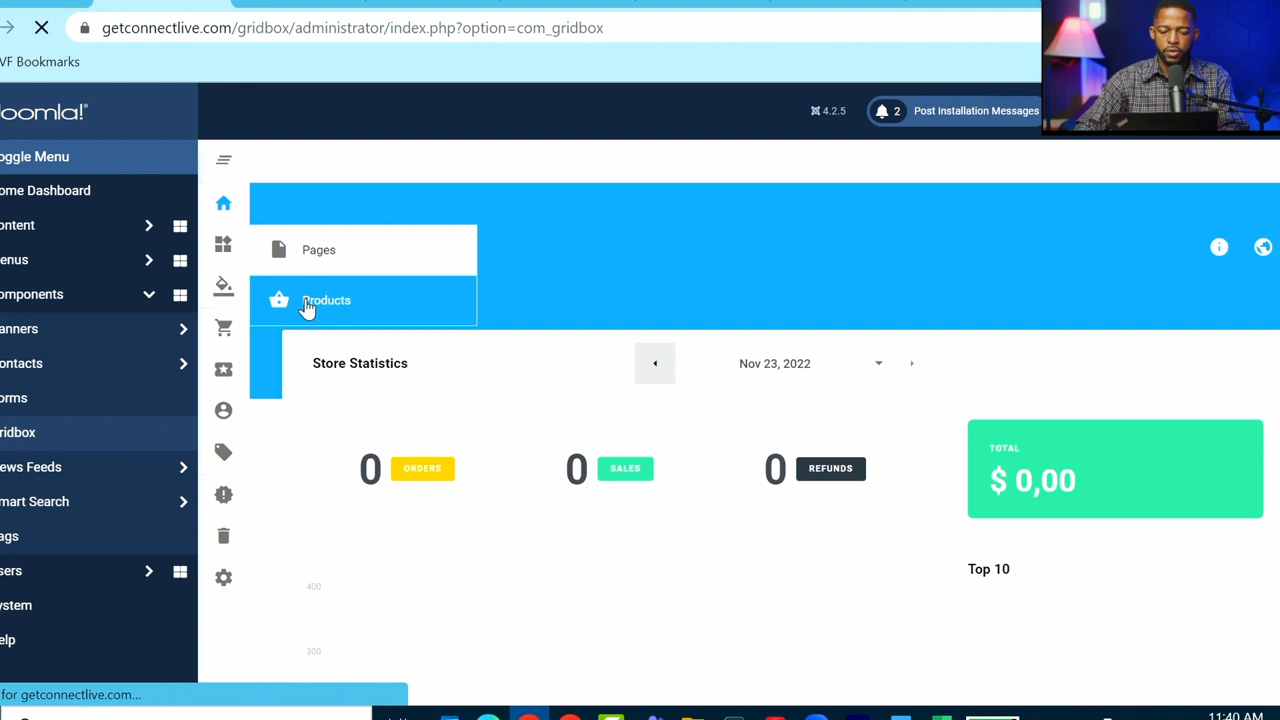 getconnectlive.com/gridbox/administrator/index.php?option=com_gridbox
VF Bookmarks
oomla!®
4.2.5
2
Post Installation Messages
oggle Menu
ome Dashboard
ontent
enus
omponents
anners
ontacts
orms
ridbox
ews Feeds
mart Search
ags
sers
ystem
elp
Pages
Products
Store Statistics
Nov 23, 2022
0 ORDERS
0 SALES
0 REFUNDS
TOTAL
$ 0,00
Top 10
400
300
for getconnectlive.com...
11:40 AM